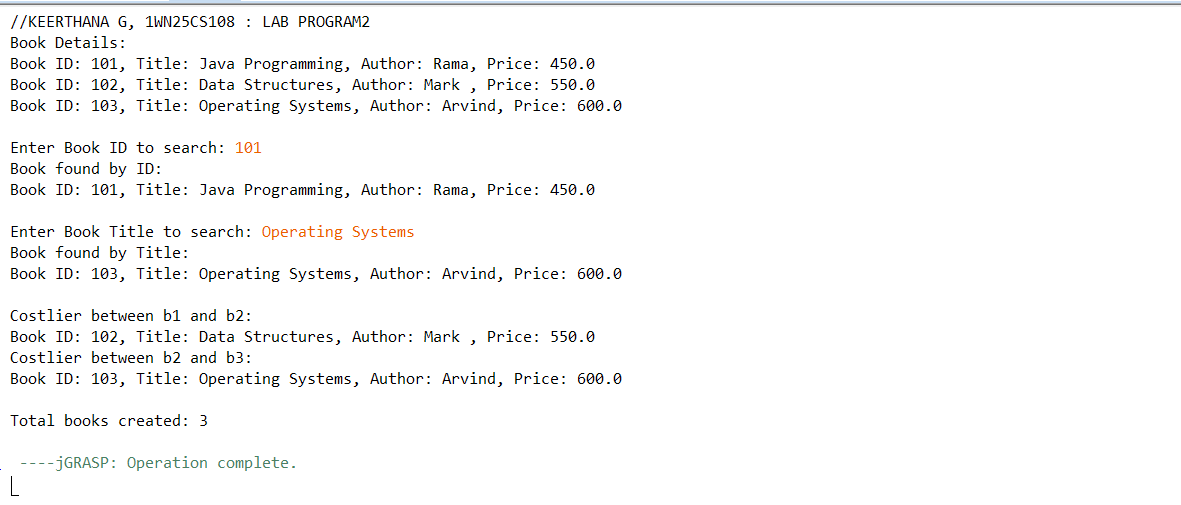 //KEERTHANA G, 1WN25CS108 : LAB PROGRAM2
Book Details:
Book ID: 101, Title: Java Programming, Author: Rama, Price: 450.0
Book ID: 102, Title: Data Structures, Author: Mark , Price: 550.0
Book ID: 103, Title: Operating Systems, Author: Arvind, Price: 600.0

Enter Book ID to search: 101
Book found by ID:
Book ID: 101, Title: Java Programming, Author: Rama, Price: 450.0

Enter Book Title to search: Operating Systems
Book found by Title:
Book ID: 103, Title: Operating Systems, Author: Arvind, Price: 600.0

Costlier between b1 and b2:
Book ID: 102, Title: Data Structures, Author: Mark , Price: 550.0
Costlier between b2 and b3:
Book ID: 103, Title: Operating Systems, Author: Arvind, Price: 600.0

Total books created: 3

----jGRASP: Operation complete.